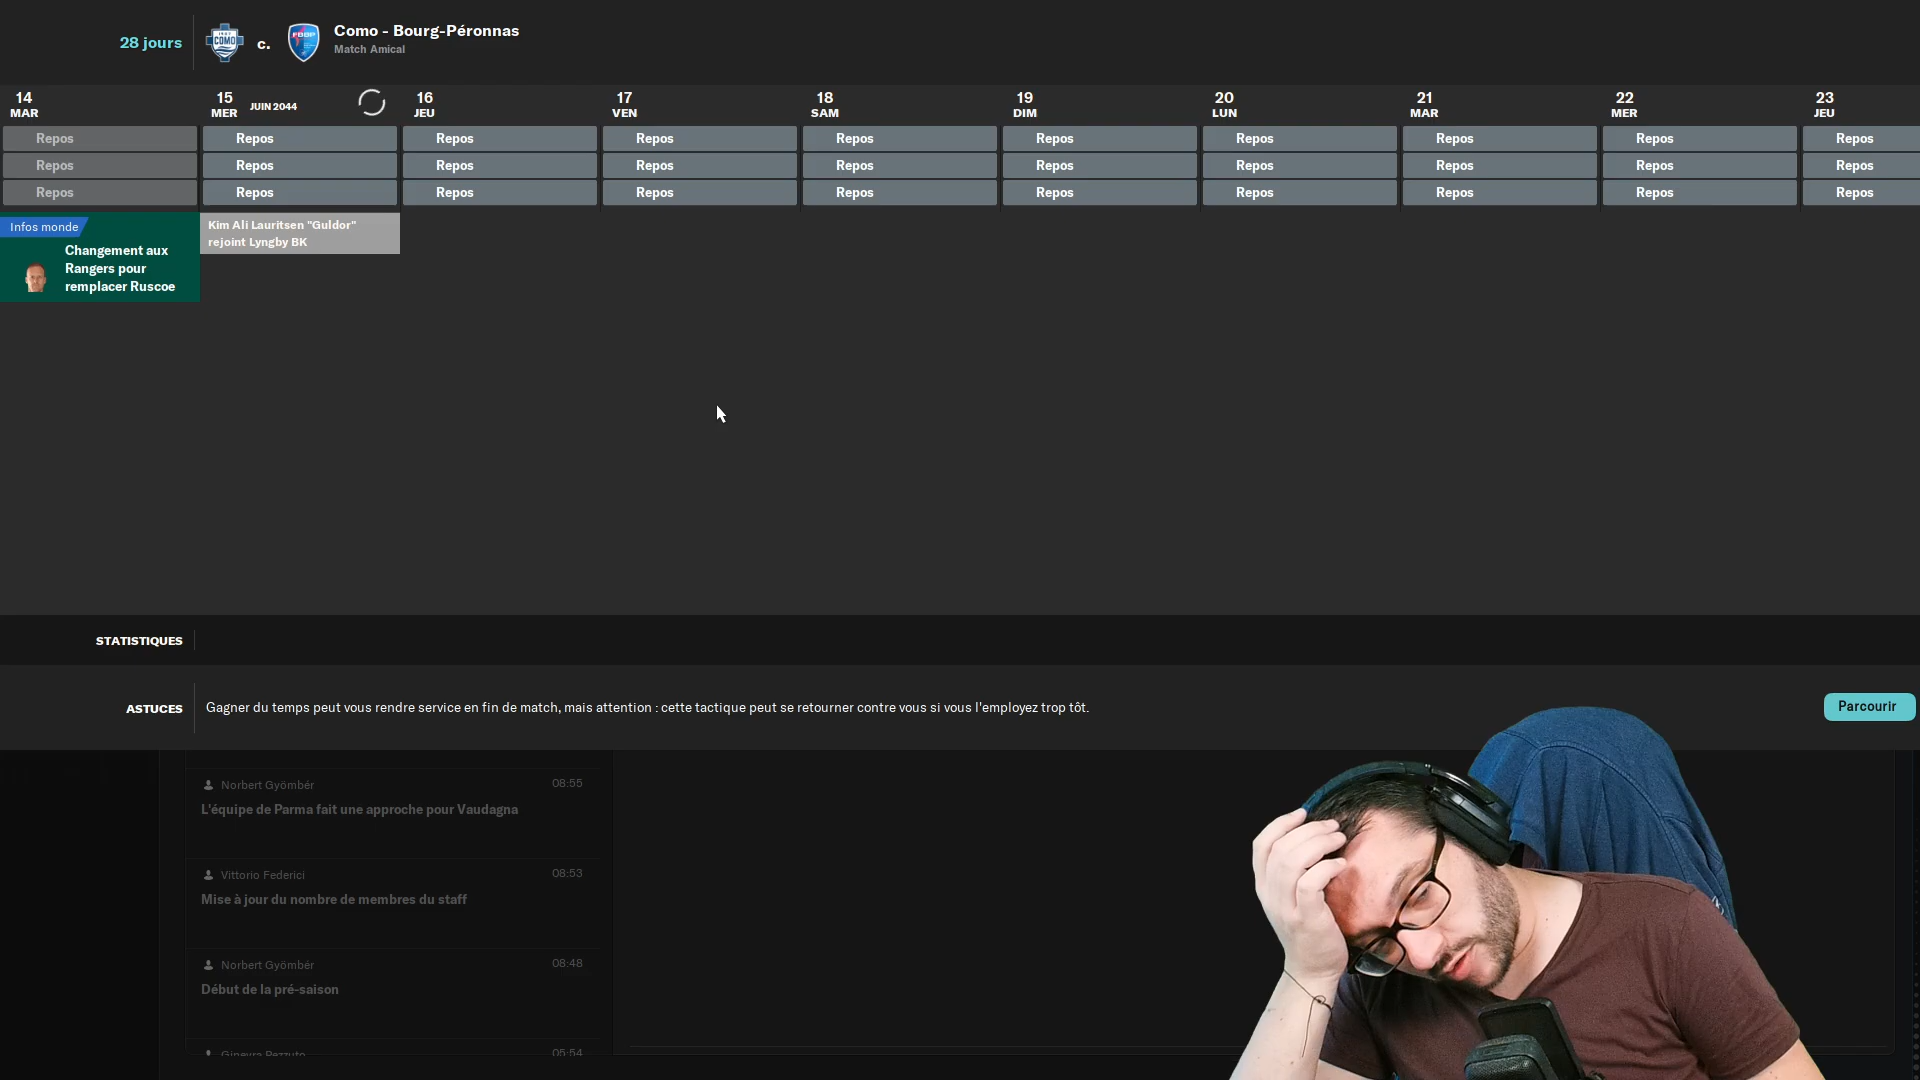 28 jours
COMO
c.
FBBP
Como - Bourg-Péronnas
Match Amical
14
MAR
15
MER JUIN 2044
16
JEU
17
VEN
18
SAM
19
DIM
20
LUN
21
MAR
22
MER
23
JEU
Repos Repos Repos Repos Repos Repos Repos Repos Repos Repos
Repos Repos Repos Repos Repos Repos Repos Repos Repos Repos
Repos Repos Repos Repos Repos Repos Repos Repos Repos Repos
Infos monde
Changement aux
Rangers pour
remplacer Ruscoe
Kim Ali Lauritsen "Guldor"
rejoint Lyngby BK
STATISTIQUES
ASTUCES
Gagner du temps peut vous rendre service en fin de match, mais attention : cette tactique peut se retourner contre vous si vous l'employez trop tôt.
Parcourir
Norbert Gyömbér 08:55
L'équipe de Parma fait une approche pour Vaudagna
Vittorio Federici 08:53
Mise à jour du nombre de membres du staff
Norbert Gyömbér 08:48
Début de la pré-saison
Ginevra Pezzuto 05:54